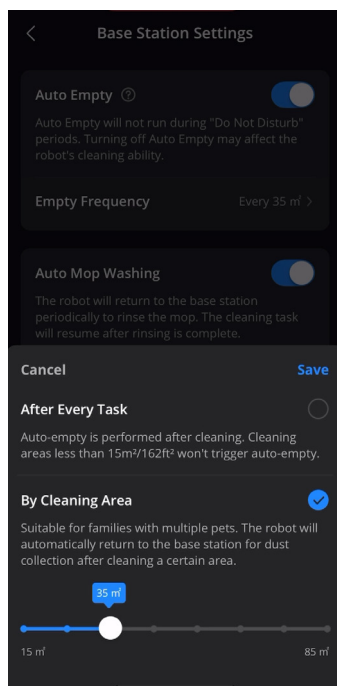 Base Station Settings
Auto Empty
Auto Empty will not run during "Do Not Disturb"
periods. Turning off Auto Empty may affect the
robot's cleaning ability.
Empty Frequency Every 35 ㎡ >
Auto Mop Washing
The robot will return to the base station
periodically to rinse the mop. The cleaning task
will resume after rinsing is complete.
Cancel Save
After Every Task
Auto-empty is performed after cleaning. Cleaning
areas less than 15m²/162ft² won't trigger auto-empty.
By Cleaning Area
Suitable for families with multiple pets. The robot will
automatically return to the base station for dust
collection after cleaning a certain area.
35 ㎡
15 ㎡ 85 ㎡